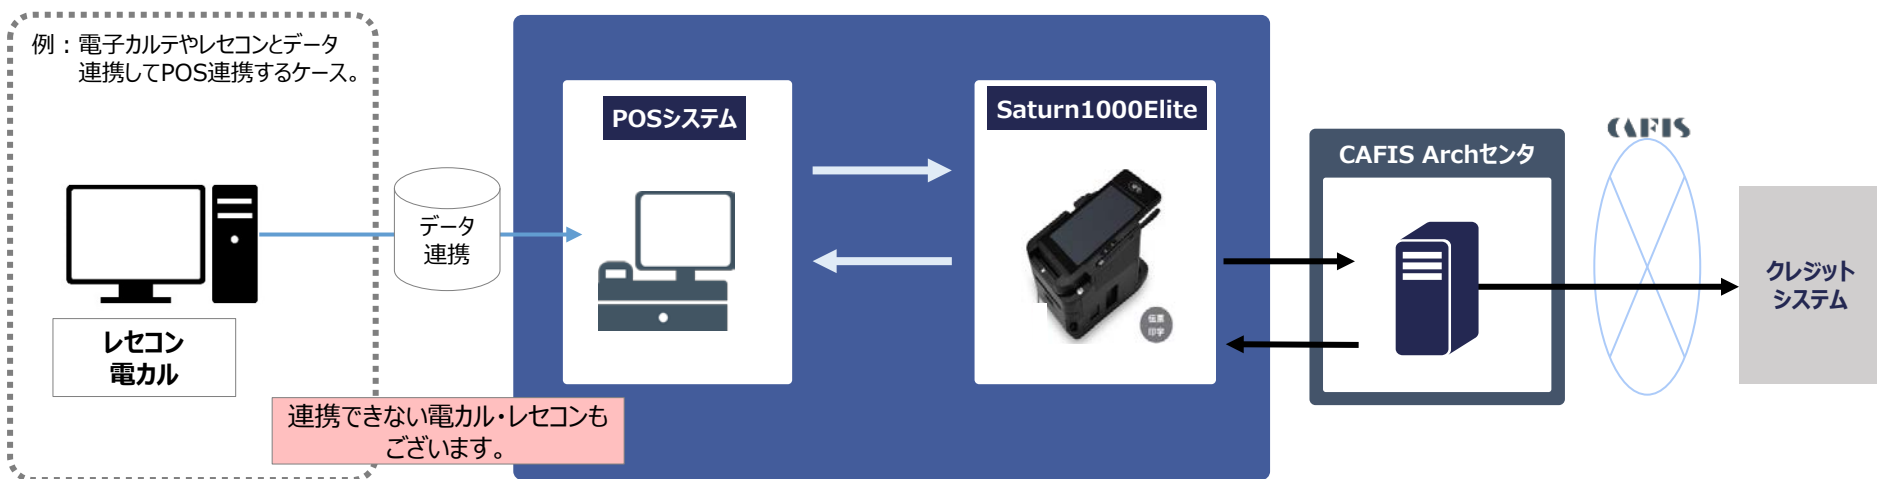 例：電子カルテやレセコンとデータ
連携してPOS連携するケース。
レセコン
電カル
データ
連携
連携できない電カル・レセコンも
ございます。
POSシステム
Saturn1000Elite
伝票
印字
CAFIS Archセンタ
CAFIS
クレジット
システム